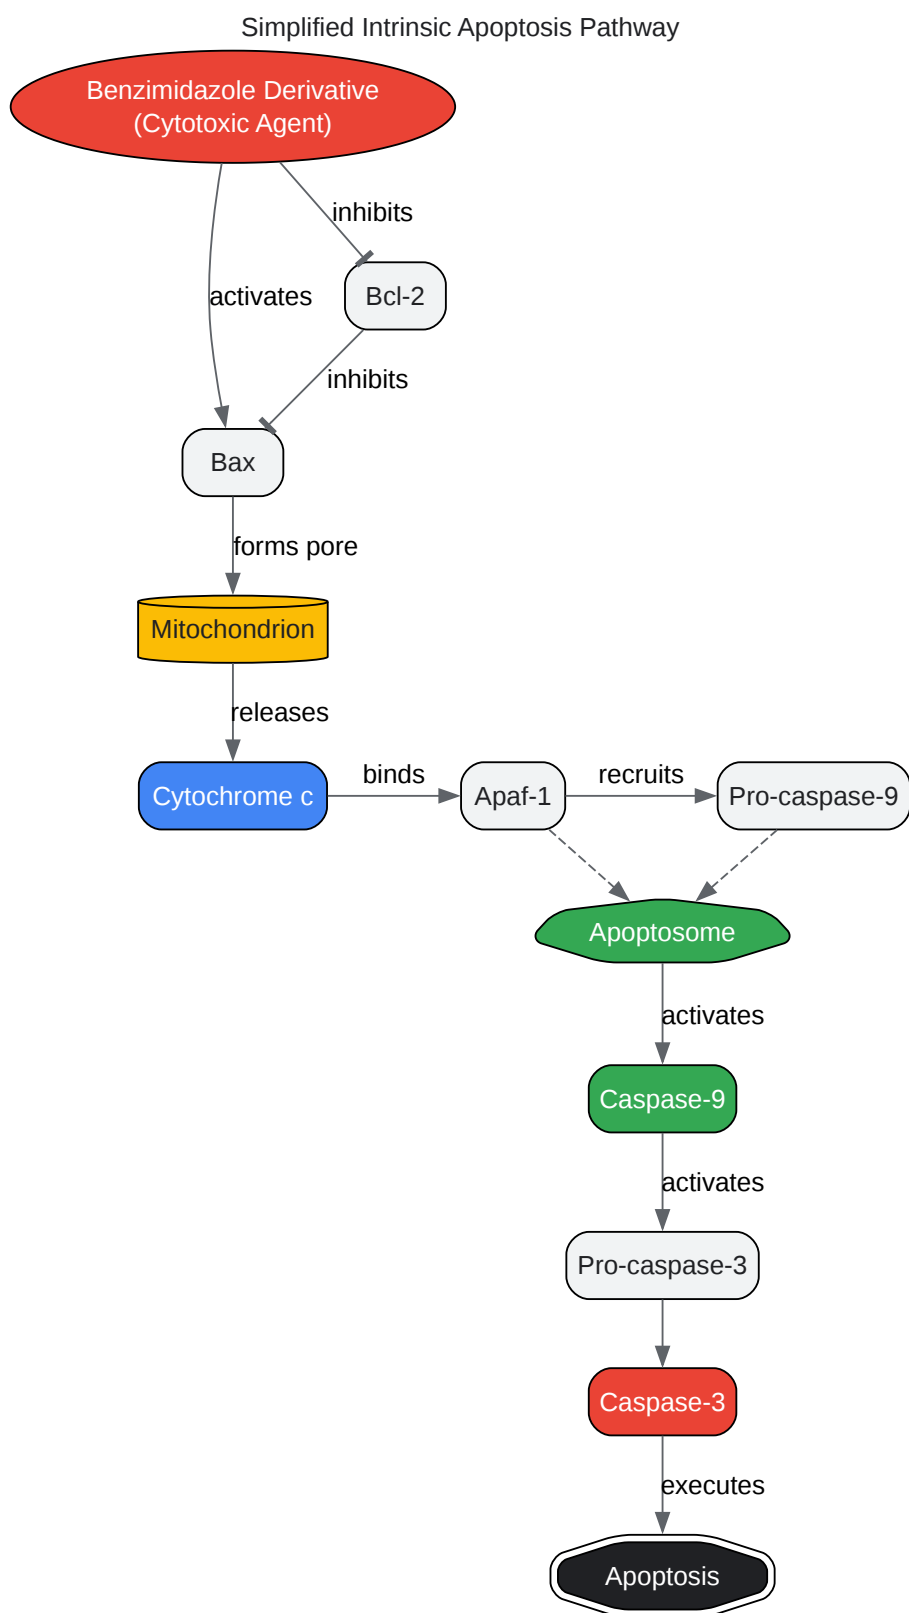 Simplified Intrinsic Apoptosis Pathway
Benzimidazole Derivative
(Cytotoxic Agent)
inhibits
activates
Bcl-2
inhibits
Bax
forms pore
Mitochondrion
releases
Cytochrome c
binds
Apaf-1
recruits
Pro-caspase-9
Apoptosome
activates
Caspase-9
activates
Pro-caspase-3
Caspase-3
executes
Apoptosis